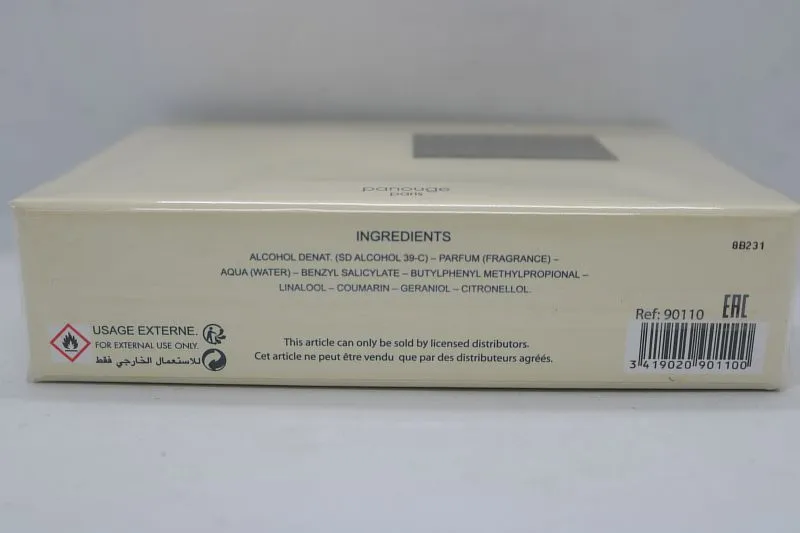 panouge
paris
INGREDIENTS
8B231
ALCOHOL DENAT. (SD ALCOHOL 39-C) – PARFUM (FRAGRANCE) –
AQUA (WATER) – BENZYL SALICYLATE – BUTYLPHENYL METHYLPROPIONAL –
LINALOOL – COUMARIN – GERANIOL – CITRONELLOL.
EAC
Ref: 90110
USAGE EXTERNE.
FOR EXTERNAL USE ONLY.
للاستعمال الخارجي فقط
This article can only be sold by licensed distributors.
Cet article ne peut être vendu que par des distributeurs agréés.
3 419020 901100